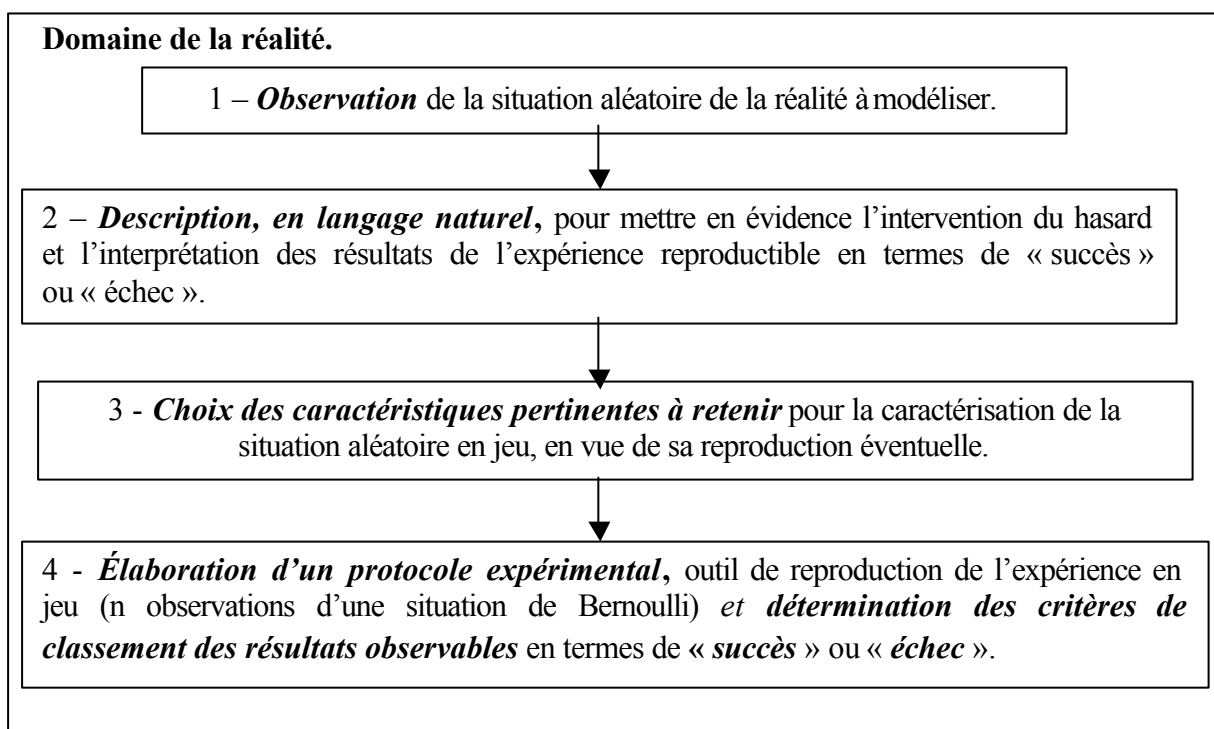 Domaine de la réalité.
1 – Observation de la situation aléatoire de la réalité à modéliser.
2 – Description, en langage naturel, pour mettre en évidence l’intervention du hasard
et l’interprétation des résultats de l’expérience reproductible en termes de « succès »
ou « échec ».
3 - Choix des caractéristiques pertinentes à retenir pour la caractérisation de la
situation aléatoire en jeu, en vue de sa reproduction éventuelle.
4 - Élaboration d’un protocole expérimental, outil de reproduction de l’expérience en
jeu (n observations d’une situation de Bernoulli) et détermination des critères de
classement des résultats observables en termes de « succès » ou « échec ».